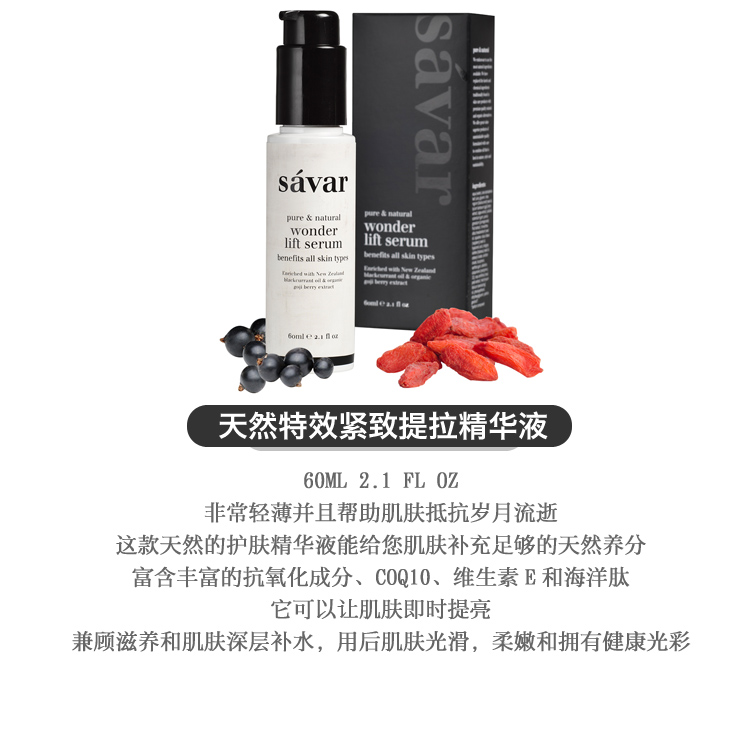 sávar
pure & natural
wonder
lift serum
benefits all skin types
Enriched with New Zealand
blackcurrant oil & organic
goji berry extract
60ml e 2.1 fl oz
sávar
pure & natural
wonder
lift serum
benefits all skin types
Enriched with New Zealand
blackcurrant oil & organic
goji berry extract
60ml e 2.1 fl oz
pure & natural
天然特效紧致提拉精华液
60ML 2.1 FL OZ
非常轻薄并且帮助肌肤抵抗岁月流逝
这款天然的护肤精华液能给您肌肤补充足够的天然养分
富含丰富的抗氧化成分、COQ10、维生素 E 和海洋肽
它可以让肌肤即时提亮
兼顾滋养和肌肤深层补水，用后肌肤光滑，柔嫩和拥有健康光彩